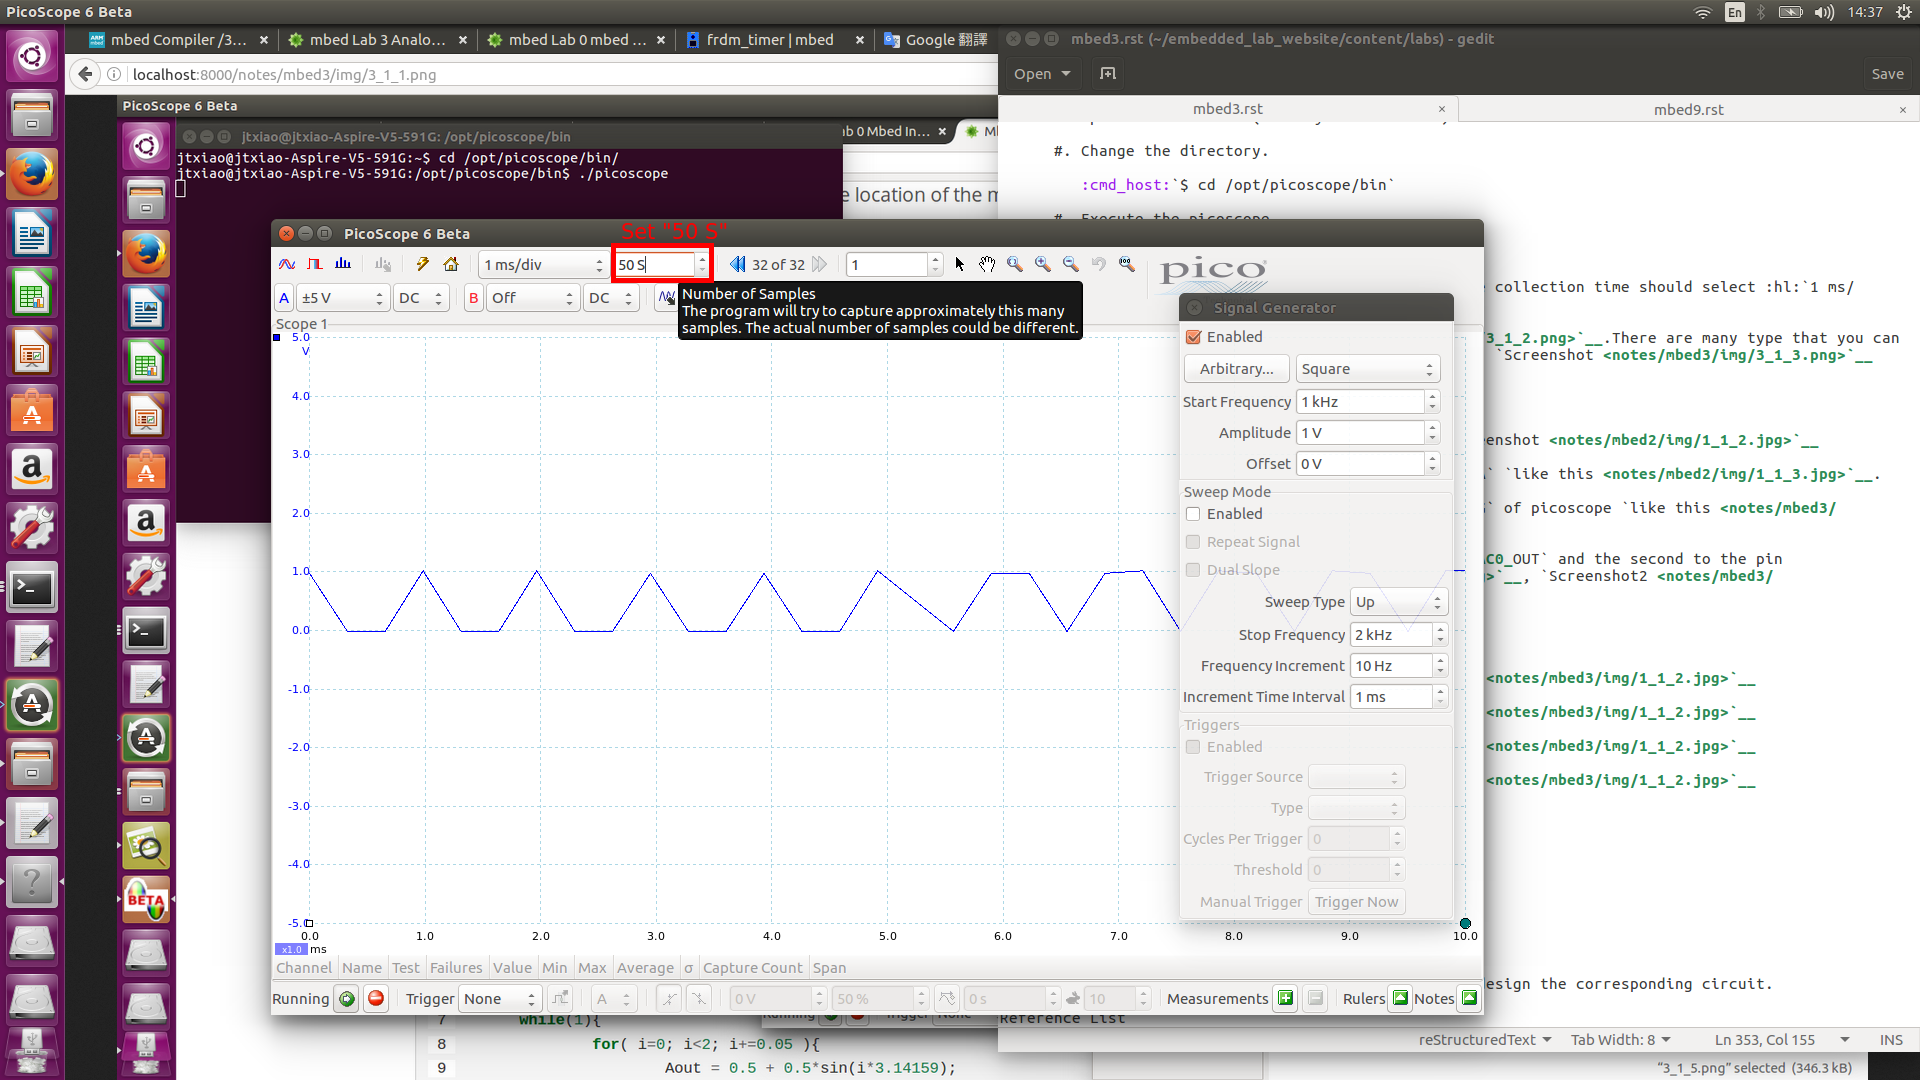 PicoScope 6 Beta
En
14:37
mbed Compiler /3...
mbed Lab 3 Analo...
mbed Lab 0 mbed ...
frdm_timer | mbed
Google 翻譯
mbed3.rst (~/embedded_lab_website/content/labs) - gedit
localhost:8000/notes/mbed3/img/3_1_1.png
Open
Save
PicoScope 6 Beta
mbed3.rst
mbed9.rst
jtxiao@jtxiao-Aspire-V5-591G: /opt/picoscope/bin
jtxiao@jtxiao-Aspire-V5-591G:~$ cd /opt/picoscope/bin/
jtxiao@jtxiao-Aspire-V5-591G:/opt/picoscope/bin$ ./picoscope
ab 0 Mbed In...
e location of the m
#. Change the directory.
:cmd_host:`$ cd /opt/picoscope/bin`
#. Execute the picoscope
Set "50 S"
PicoScope 6 Beta
1 ms/div
50 S
32 of 32
1
pico
A
±5 V
DC
B
Off
DC
Number of Samples
The program will try to capture approximately this many
samples. The actual number of samples could be different.
Scope 1
5.0
V
4.0
3.0
2.0
1.0
0.0
-1.0
-2.0
-3.0
-4.0
-5.0
0.0 1.0 2.0 3.0 4.0 5.0 6.0 7.0 8.0 9.0 10.0
x1.0 ms
Signal Generator
Enabled
Arbitrary... Square
Start Frequency 1 kHz
Amplitude 1 V
Offset 0 V
Sweep Mode
Enabled
Repeat Signal
Dual Slope
Sweep Type Up
Stop Frequency 2 kHz
Frequency Increment 10 Hz
Increment Time Interval 1 ms
Triggers
Enabled
Trigger Source
Type
Cycles Per Trigger 0
Threshold 0
Manual Trigger Trigger Now
Channel Name Test Failures Value Min Max Average σ Capture Count Span
Running Trigger None A 0 V 50 % 0 s 10 Measurements Rulers Notes
e collection time should select :hl:`1 ms/
3_1_2.png>`__.There are many type that you can
`Screenshot <notes/mbed3/img/3_1_3.png>`__
enshot <notes/mbed2/img/1_1_2.jpg>`__
` `like this <notes/mbed2/img/1_1_3.jpg>`__.
` of picoscope `like this <notes/mbed3/
AC0_OUT` and the second to the pin
>`__, `Screenshot2 <notes/mbed3/
<notes/mbed3/img/1_1_2.jpg>`__
<notes/mbed3/img/1_1_2.jpg>`__
<notes/mbed3/img/1_1_2.jpg>`__
<notes/mbed3/img/1_1_2.jpg>`__
design the corresponding circuit.
Reference List
7 while(1){
8 for( i=0; i<2; i+=0.05 ){
9 Aout = 0.5 + 0.5*sin(i*3.14159);
reStructuredText Tab Width: 8 Ln 353, Col 155 INS
"3_1_5.png" selected (346.3 kB)
BETA
BETA